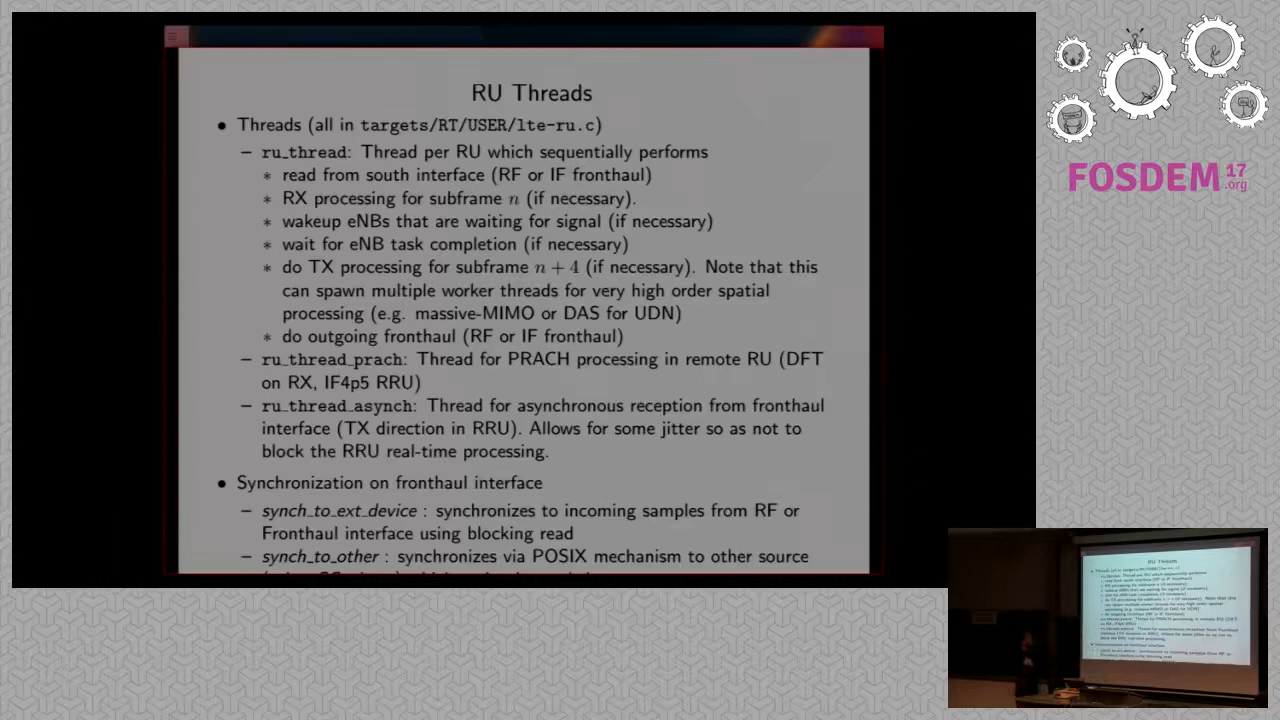 RU Threads
• Threads (all in targets/RT/USER/lte-ru.c)
– ru_thread: Thread per RU which sequentially performs
* read from south interface (RF or IF fronthaul)
* RX processing for subframe n (if necessary).
* wakeup eNBs that are waiting for signal (if necessary)
* wait for eNB task completion (if necessary)
* do TX processing for subframe n + 4 (if necessary). Note that this
can spawn multiple worker threads for very high order spatial
processing (e.g. massive-MIMO or DAS for UDN)
* do outgoing fronthaul (RF or IF fronthaul)
– ru_thread_prach: Thread for PRACH processing in remote RU (DFT
on RX, IF4p5 RRU)
– ru_thread_asynch: Thread for asynchronous reception from fronthaul
interface (TX direction in RRU). Allows for some jitter so as not to
block the RRU real-time processing.
• Synchronization on fronthaul interface
– synch_to_ext_device : synchronizes to incoming samples from RF or
Fronthaul interface using blocking read
– synch_to_other : synchronizes via POSIX mechanism to other source
FOSDEM 17
.org
RU Threads